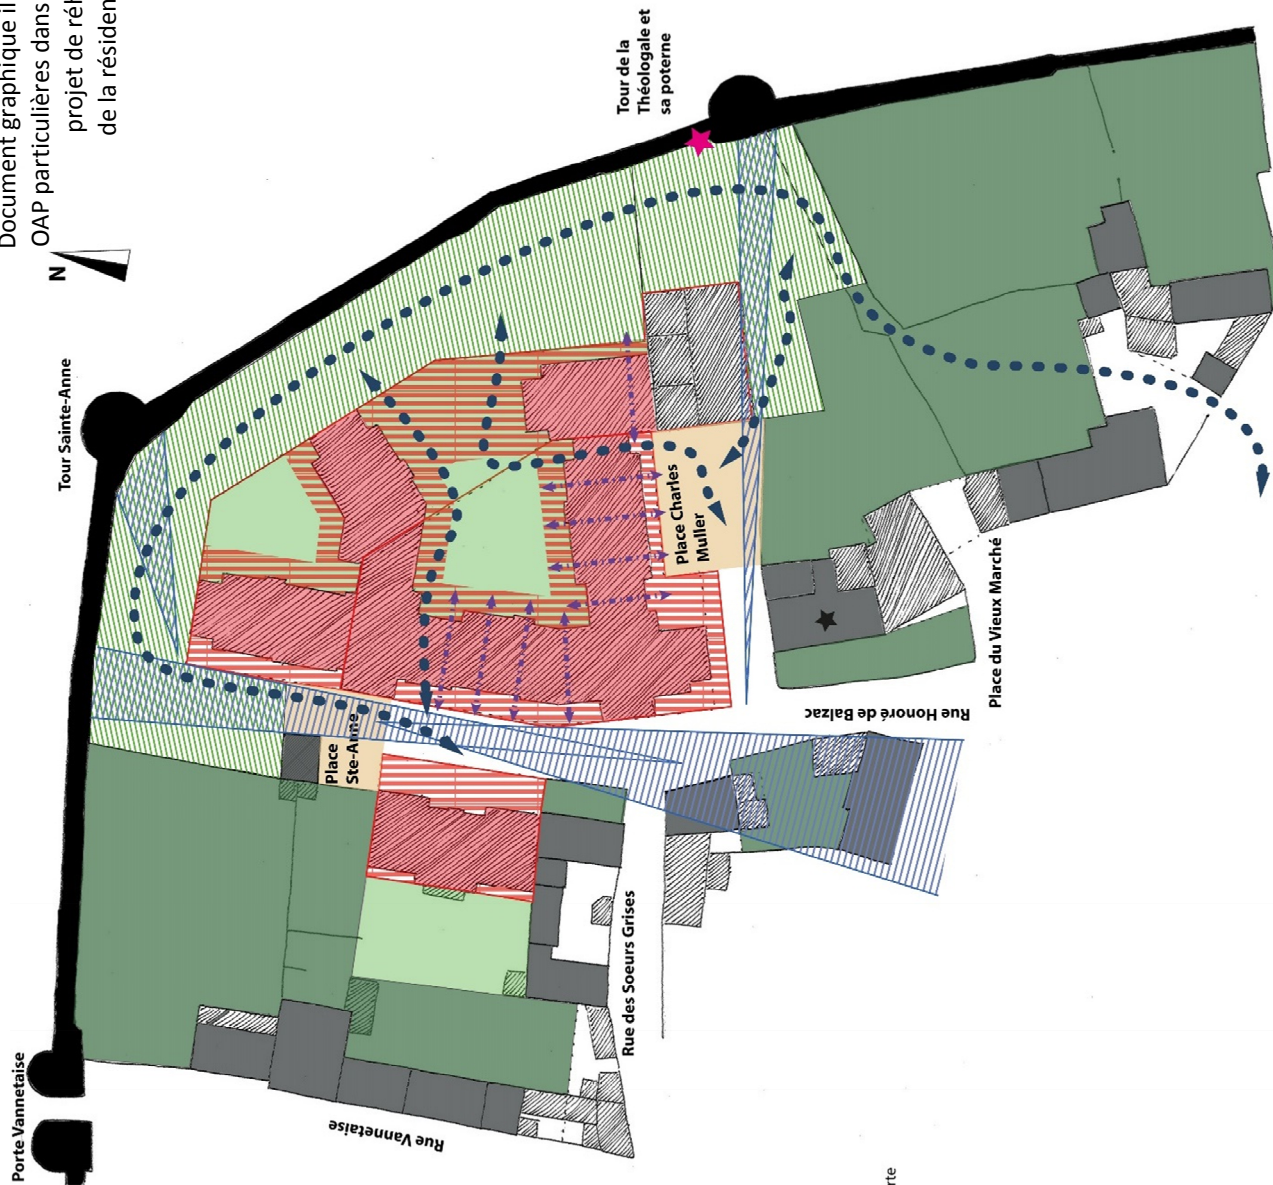 Document graphique il
OAP particulières dans
projet de réh
de la résiden
N
Tour de la
Théologale et
sa poterne
Tour Sainte-Anne
Place Charles
Muller
Place
Ste-Anne
Place du Vieux Marché
Rue Honoré de Balzac
Rue des Soeurs Grises
Rue Vannetaise
Porte Vannetaise
rte